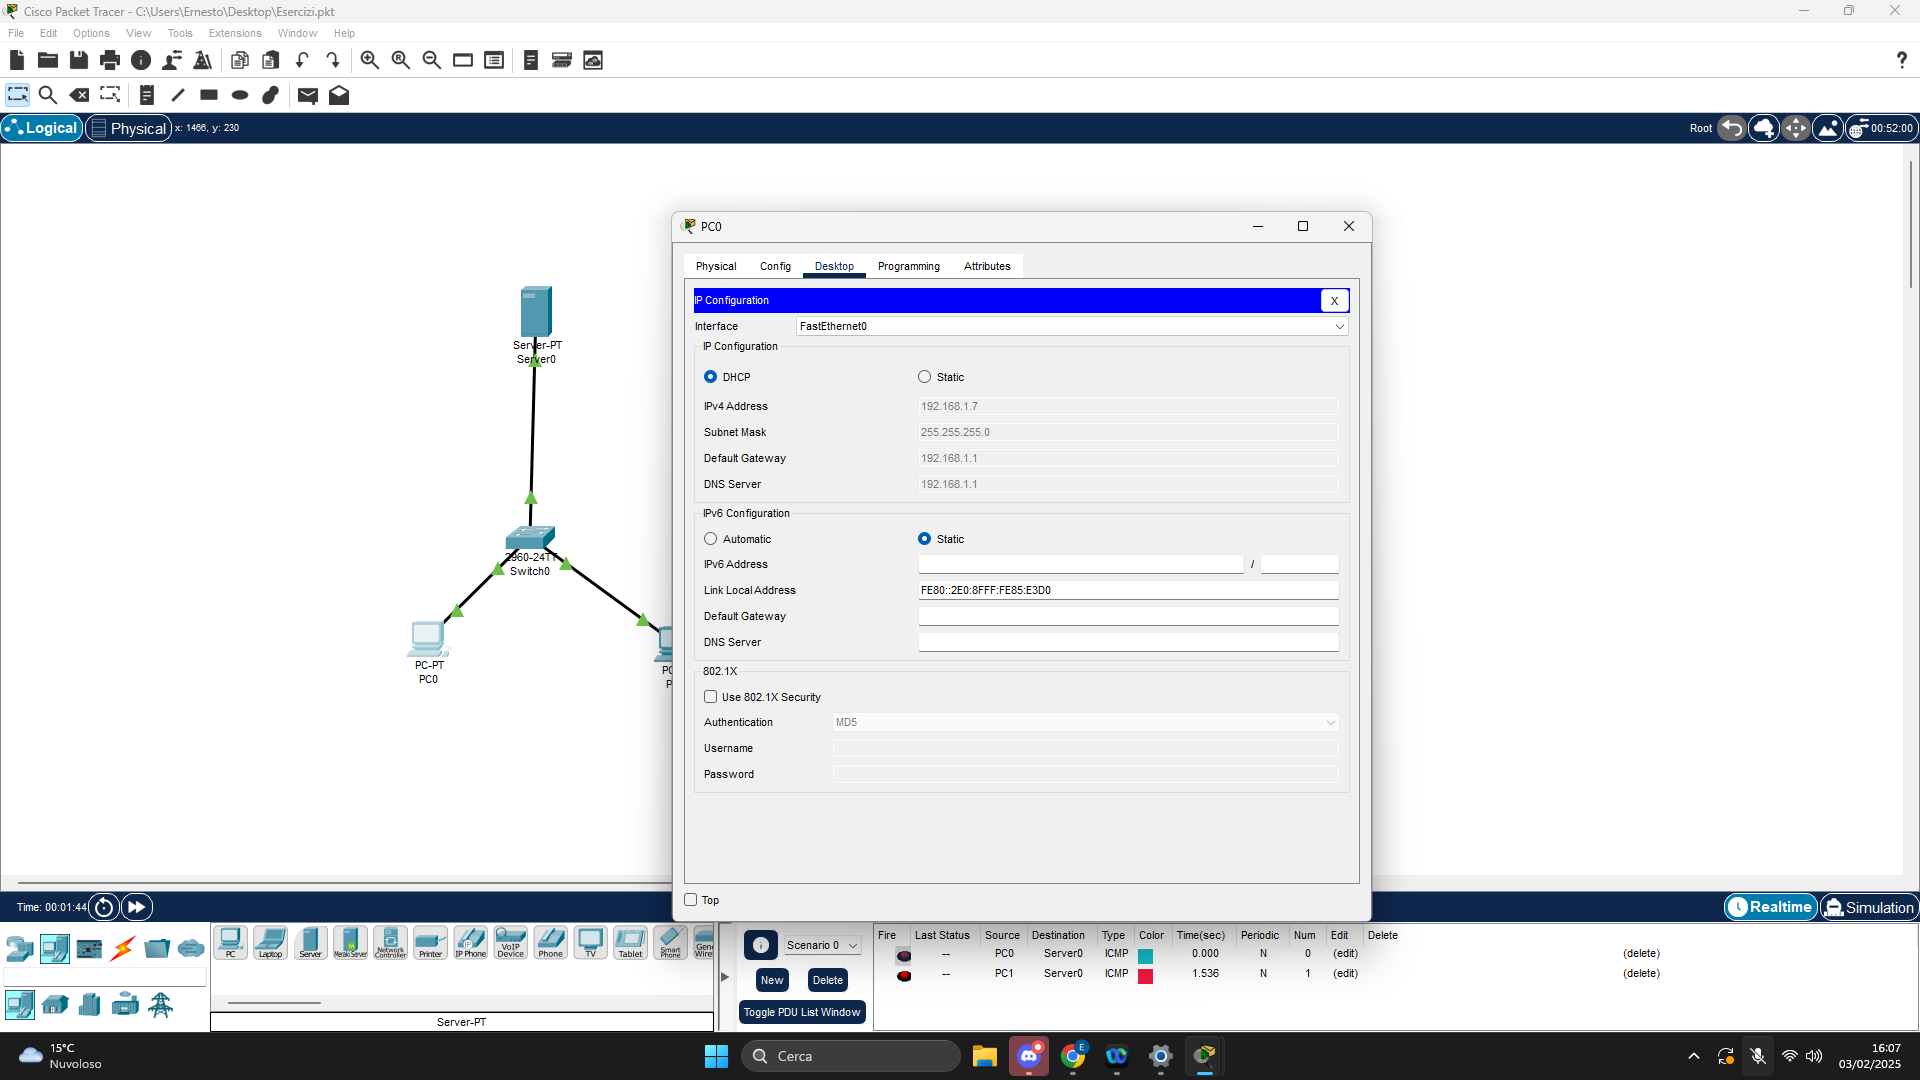 Cisco Packet Tracer - C:\Users\Ernesto\Desktop\Esercizi.pkt
File Edit Options View Tools Extensions Window Help
Logical Physical x: 1466, y: 230 Root 00:52:00
Server-PT
Server0
2960-24TT
Switch0
PC-PT
PC0
PC
P
PC0
Physical Config Desktop Programming Attributes
IP Configuration X
Interface FastEthernet0
IP Configuration
DHCP Static
IPv4 Address 192.168.1.7
Subnet Mask 255.255.255.0
Default Gateway 192.168.1.1
DNS Server 192.168.1.1
IPv6 Configuration
Automatic Static
IPv6 Address /
Link Local Address FE80::2E0:8FFF:FE85:E3D0
Default Gateway
DNS Server
802.1X
Use 802.1X Security
Authentication MD5
Username
Password
Top
Time: 00:01:44 Realtime Simulation
PC Laptop Server Meraki Server Network Controller Printer IP Phone VoIP Device Phone TV Tablet Smart Phone
Server-PT
Scenario 0
New Delete
Toggle PDU List Window
Fire Last Status Source Destination Type Color Time(sec) Periodic Num Edit Delete
-- PC0 Server0 ICMP 0.000 N 0 (edit) (delete)
-- PC1 Server0 ICMP 1.536 N 1 (edit) (delete)
15°C
Nuvoloso
Cerca
E
16:07
03/02/2025